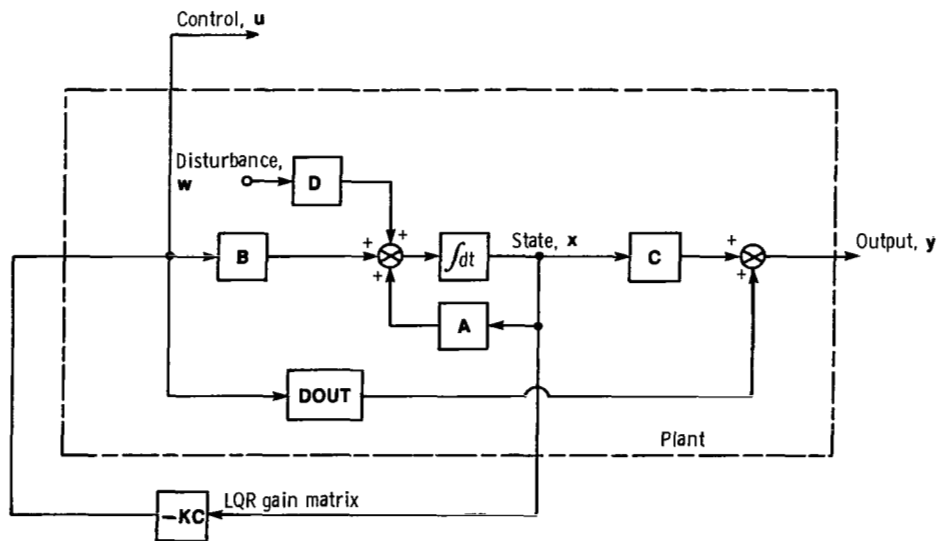 Control, u
Disturbance,
w
D
+
+
+
B
∫dt
State, x
C
+
+
Output, y
A
DOUT
Plant
-KC
LQR gain matrix